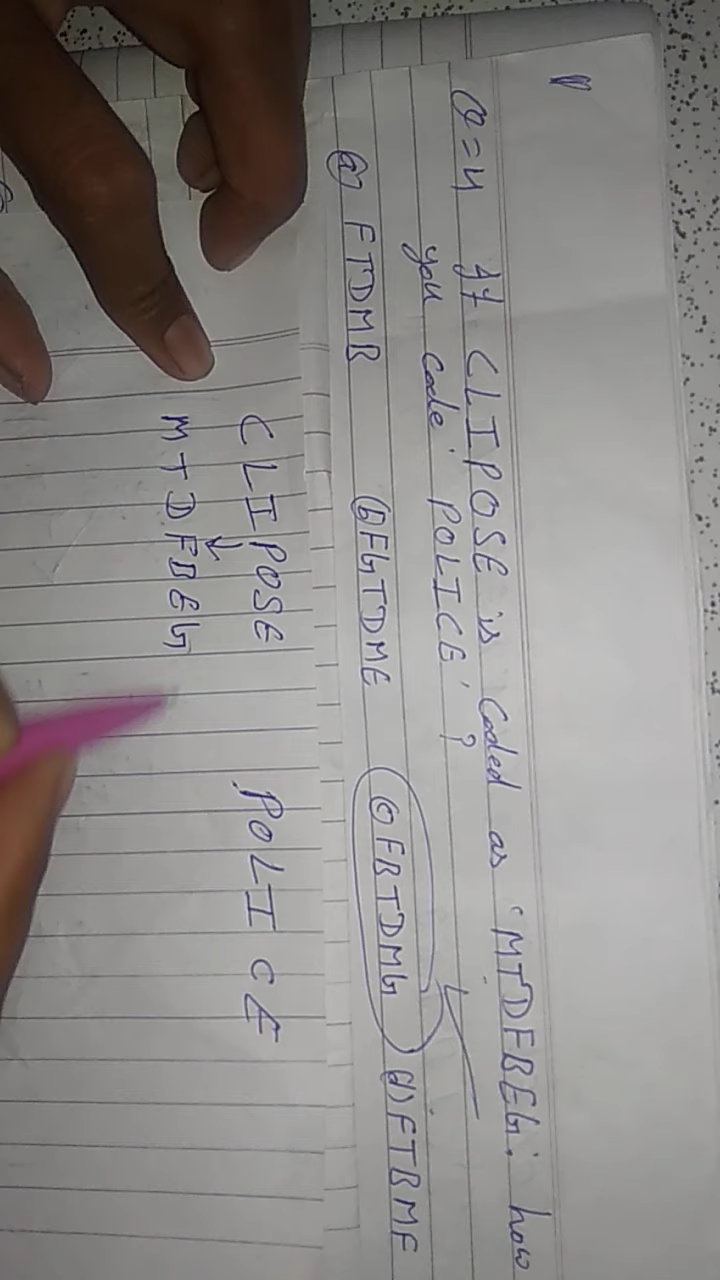 Q=4 If CLIPOSE is Coded as 'MTDFBEG' how
you Code 'POLICE' ?
(a) FTDMB (b) FGTDME (c) FBTDMG (d) FTBMF
CLIPOSE POLICE
MTDFBEG